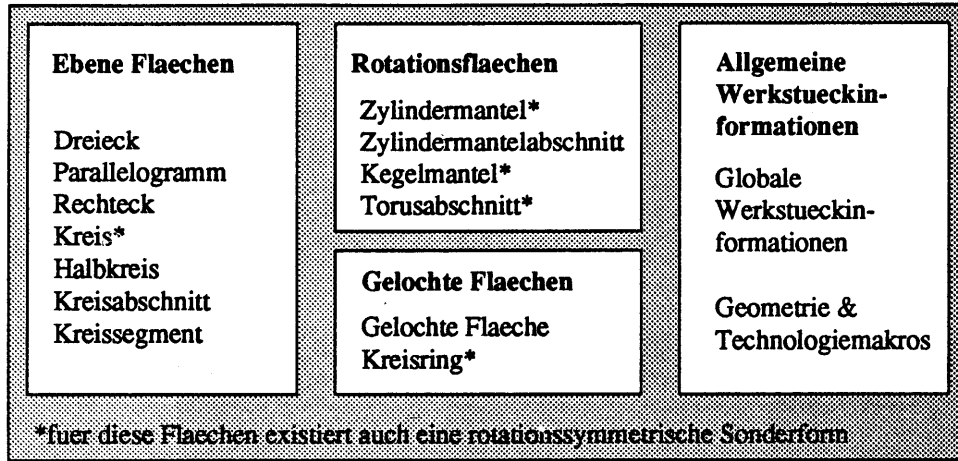 Ebene Flaechen
Dreieck
Parallelogramm
Rechteck
Kreis*
Halbkreis
Kreisabschnitt
Kreissegment
Rotationsflaechen
Zylindermantel*
Zylindermantelabschnitt
Kegelmantel*
Torusabschnitt*
Gelochte Flaechen
Gelochte Flaeche
Kreisring*
Allgemeine
Werkstueckin-
formationen
Globale
Werkstueckin-
formationen
Geometrie &
Technologiemakros
*fuer diese Flaechen existiert auch eine rotationssymmetrische Sonderform